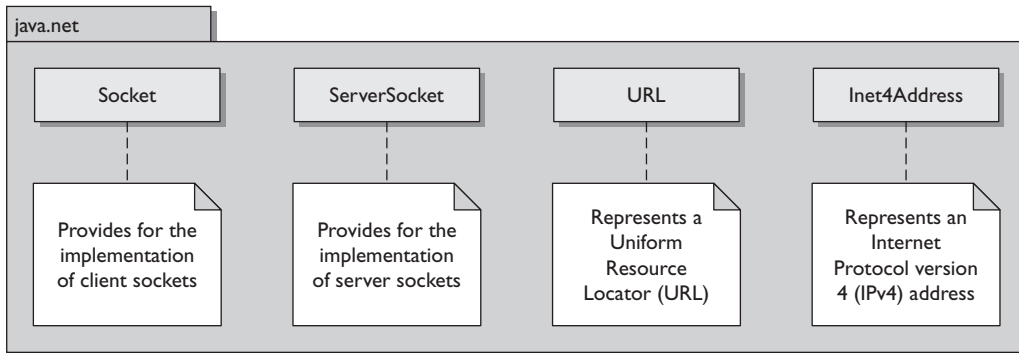 java.net
Socket
ServerSocket
URL
Inet4Address
Provides for the
implementation
of client sockets
Provides for the
implementation
of server sockets
Represents a
Uniform
Resource
Locator (URL)
Represents an
Internet
Protocol version
4 (IPv4) address